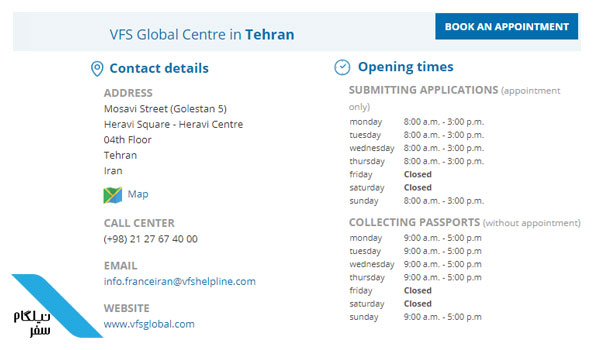 VFS Global Centre in Tehran
BOOK AN APPOINTMENT
Contact details
ADDRESS
Mosavi Street (Golestan 5)
Heravi Square - Heravi Centre
04th Floor
Tehran
Iran
Map
CALL CENTER
(+98) 21 27 67 40 00
EMAIL
info.franceiran@vfshelpline.com
WEBSITE
www.vfsglobal.com
Opening times
SUBMITTING APPLICATIONS (appointment
only)
monday 8:00 a.m. - 3:00 p.m.
tuesday 8:00 a.m. - 3:00 p.m.
wednesday 8:00 a.m. - 3:00 p.m.
thursday 8:00 a.m. - 3:00 p.m.
friday Closed
saturday Closed
sunday 8:00 a.m. - 3:00 p.m.
COLLECTING PASSPORTS (without appointment)
monday 9:00 a.m. - 5:00 p.m
tuesday 9:00 a.m. - 5:00 p.m
wednesday 9:00 a.m. - 5:00 p.m
thursday 9:00 a.m. - 5:00 p.m
friday Closed
saturday Closed
sunday 9:00 a.m. - 5:00 p.m
نیلگام
سفر